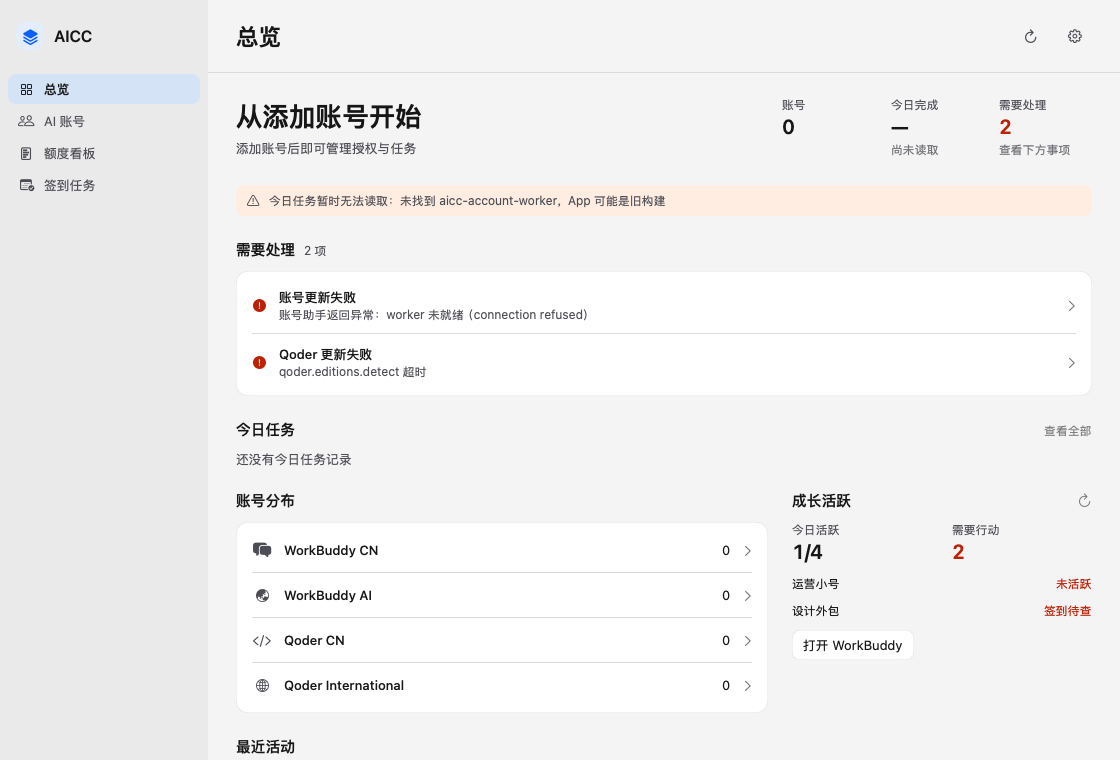 AICC
总览
AI 账号
额度看板
签到任务
总览
从添加账号开始
添加账号后即可管理授权与任务
账号
0
今日完成
—
尚未读取
需要处理
2
查看下方事项
今日任务暂时无法读取：未找到 aicc-account-worker，App 可能是旧构建
需要处理 2 项
账号更新失败
账号助手返回异常：worker 未就绪（connection refused）
Qoder 更新失败
qoder.editions.detect 超时
今日任务
查看全部
还没有今日任务记录
账号分布
WorkBuddy CN 0
WorkBuddy AI 0
Qoder CN 0
Qoder International 0
成长活跃
今日活跃
1/4
需要行动
2
运营小号 未活跃
设计外包 签到待查
打开 WorkBuddy
最近活动